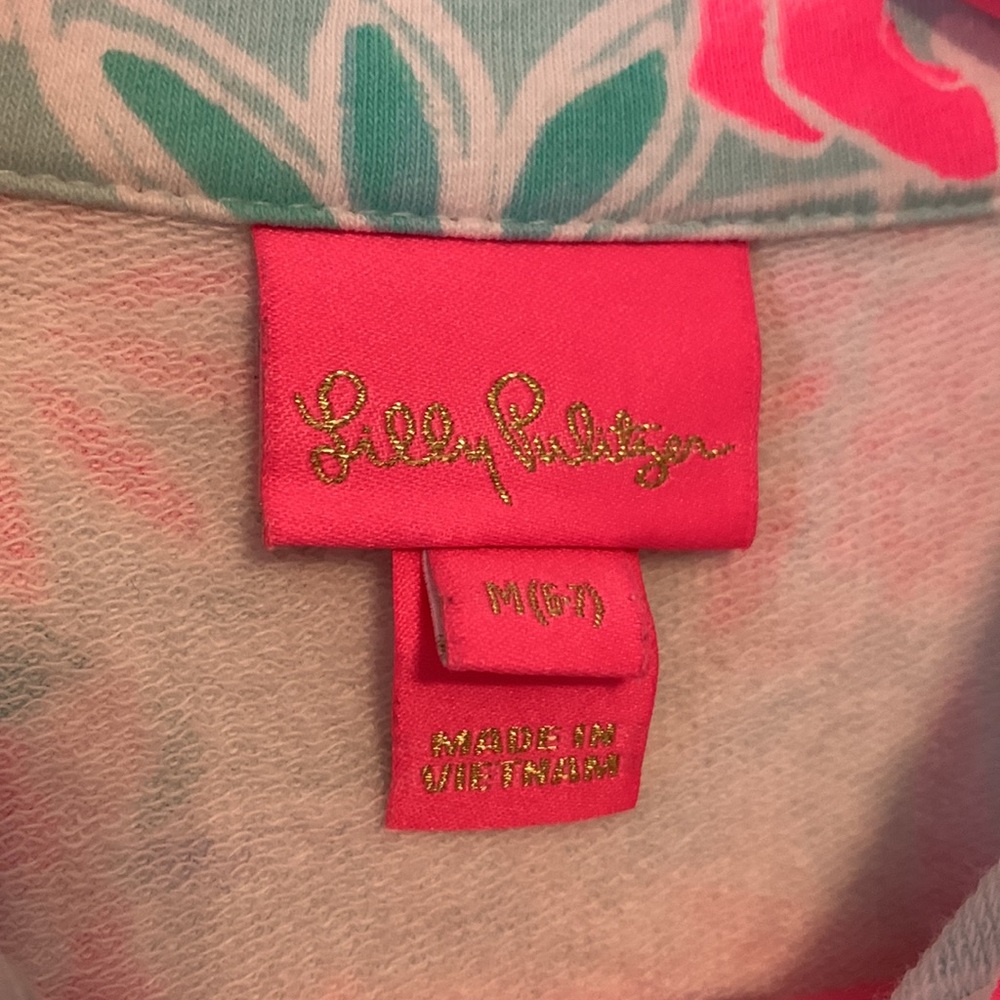 Lilly Pulitzer
M(6-7)
MADE IN
VIETNAM